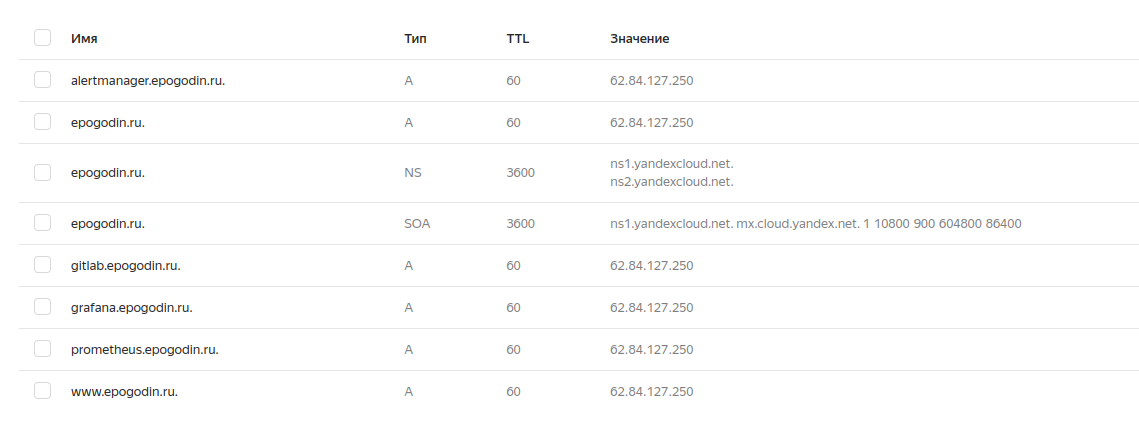 Имя Тип TTL Значение
alertmanager.epogodin.ru. A 60 62.84.127.250
epogodin.ru. A 60 62.84.127.250
epogodin.ru. NS 3600 ns1.yandexcloud.net.
ns2.yandexcloud.net.
epogodin.ru. SOA 3600 ns1.yandexcloud.net. mx.cloud.yandex.net. 1 10800 900 604800 86400
gitlab.epogodin.ru. A 60 62.84.127.250
grafana.epogodin.ru. A 60 62.84.127.250
prometheus.epogodin.ru. A 60 62.84.127.250
www.epogodin.ru. A 60 62.84.127.250